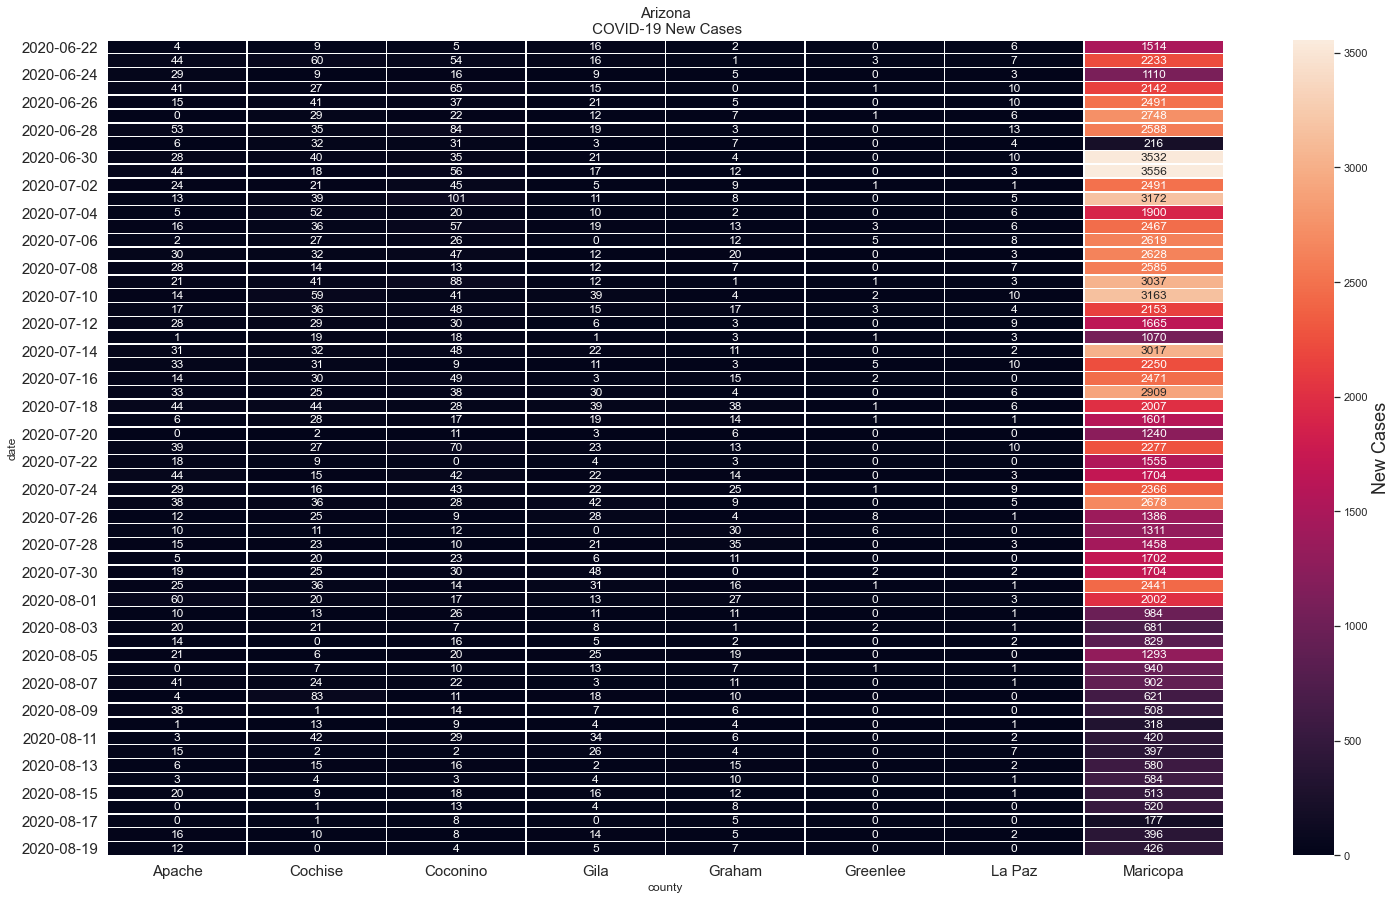 Arizona
COVID-19 New Cases
2020-06-22 4 9 5 16 2 0 6 1514
44 60 54 16 1 3 7 2233
2020-06-24 29 9 16 9 5 0 3 1110
41 27 65 15 0 1 10 2142
2020-06-26 15 41 37 21 5 0 10 2491
0 29 22 12 7 1 6 2748
2020-06-28 53 35 84 19 3 0 13 2588
6 32 31 3 7 0 4 216
2020-06-30 28 40 35 21 4 0 10 3532
44 18 56 17 12 0 3 3556
2020-07-02 24 21 45 5 9 1 1 2491
13 39 101 11 8 0 5 3172
2020-07-04 5 52 20 10 2 0 6 1900
16 36 57 19 13 3 6 2467
2020-07-06 2 27 26 0 12 5 8 2619
30 32 47 12 20 0 3 2628
2020-07-08 28 14 13 12 7 0 7 2585
21 41 88 12 1 1 3 3037
2020-07-10 14 59 41 39 4 2 10 3163
17 36 48 15 17 3 4 2153
2020-07-12 28 29 30 6 3 0 9 1665
1 19 18 1 3 1 3 1070
2020-07-14 31 32 48 22 11 0 2 3017
33 31 9 11 3 5 10 2250
2020-07-16 14 30 49 3 15 2 0 2471
33 25 38 30 4 0 6 2909
2020-07-18 44 44 28 39 38 1 6 2007
6 28 17 19 14 1 1 1601
2020-07-20 0 2 11 3 6 0 0 1240
39 27 70 23 13 0 10 2277
2020-07-22 18 9 0 4 3 0 0 1555
44 15 42 22 14 0 3 1704
2020-07-24 29 16 43 22 25 1 9 2366
38 36 28 42 9 0 5 2678
2020-07-26 12 25 9 28 4 8 1 1386
10 11 12 0 30 6 0 1311
2020-07-28 15 23 10 21 35 0 3 1458
5 20 23 6 11 0 0 1702
2020-07-30 19 25 30 48 0 2 2 1704
25 36 14 31 16 1 1 2441
2020-08-01 60 20 17 13 27 0 3 2002
10 13 26 11 11 0 1 984
2020-08-03 20 21 7 8 1 2 1 681
14 0 16 5 2 0 2 829
2020-08-05 21 6 20 25 19 0 0 1293
0 7 10 13 7 1 1 940
2020-08-07 41 24 22 3 11 0 1 902
4 83 11 18 10 0 0 621
2020-08-09 38 1 14 7 6 0 0 508
1 13 9 4 4 0 1 318
2020-08-11 3 42 29 34 6 0 2 420
15 2 2 26 4 0 7 397
2020-08-13 6 15 16 2 15 0 2 580
3 4 3 4 10 0 1 584
2020-08-15 20 9 18 16 12 0 1 513
0 1 13 4 8 0 0 520
2020-08-17 0 1 8 0 5 0 0 177
16 10 8 14 5 0 2 396
2020-08-19 12 0 4 5 7 0 0 426
Apache Cochise Coconino Gila Graham Greenlee La Paz Maricopa
county
date
3500
3000
2500
2000
1500
1000
500
0
New Cases